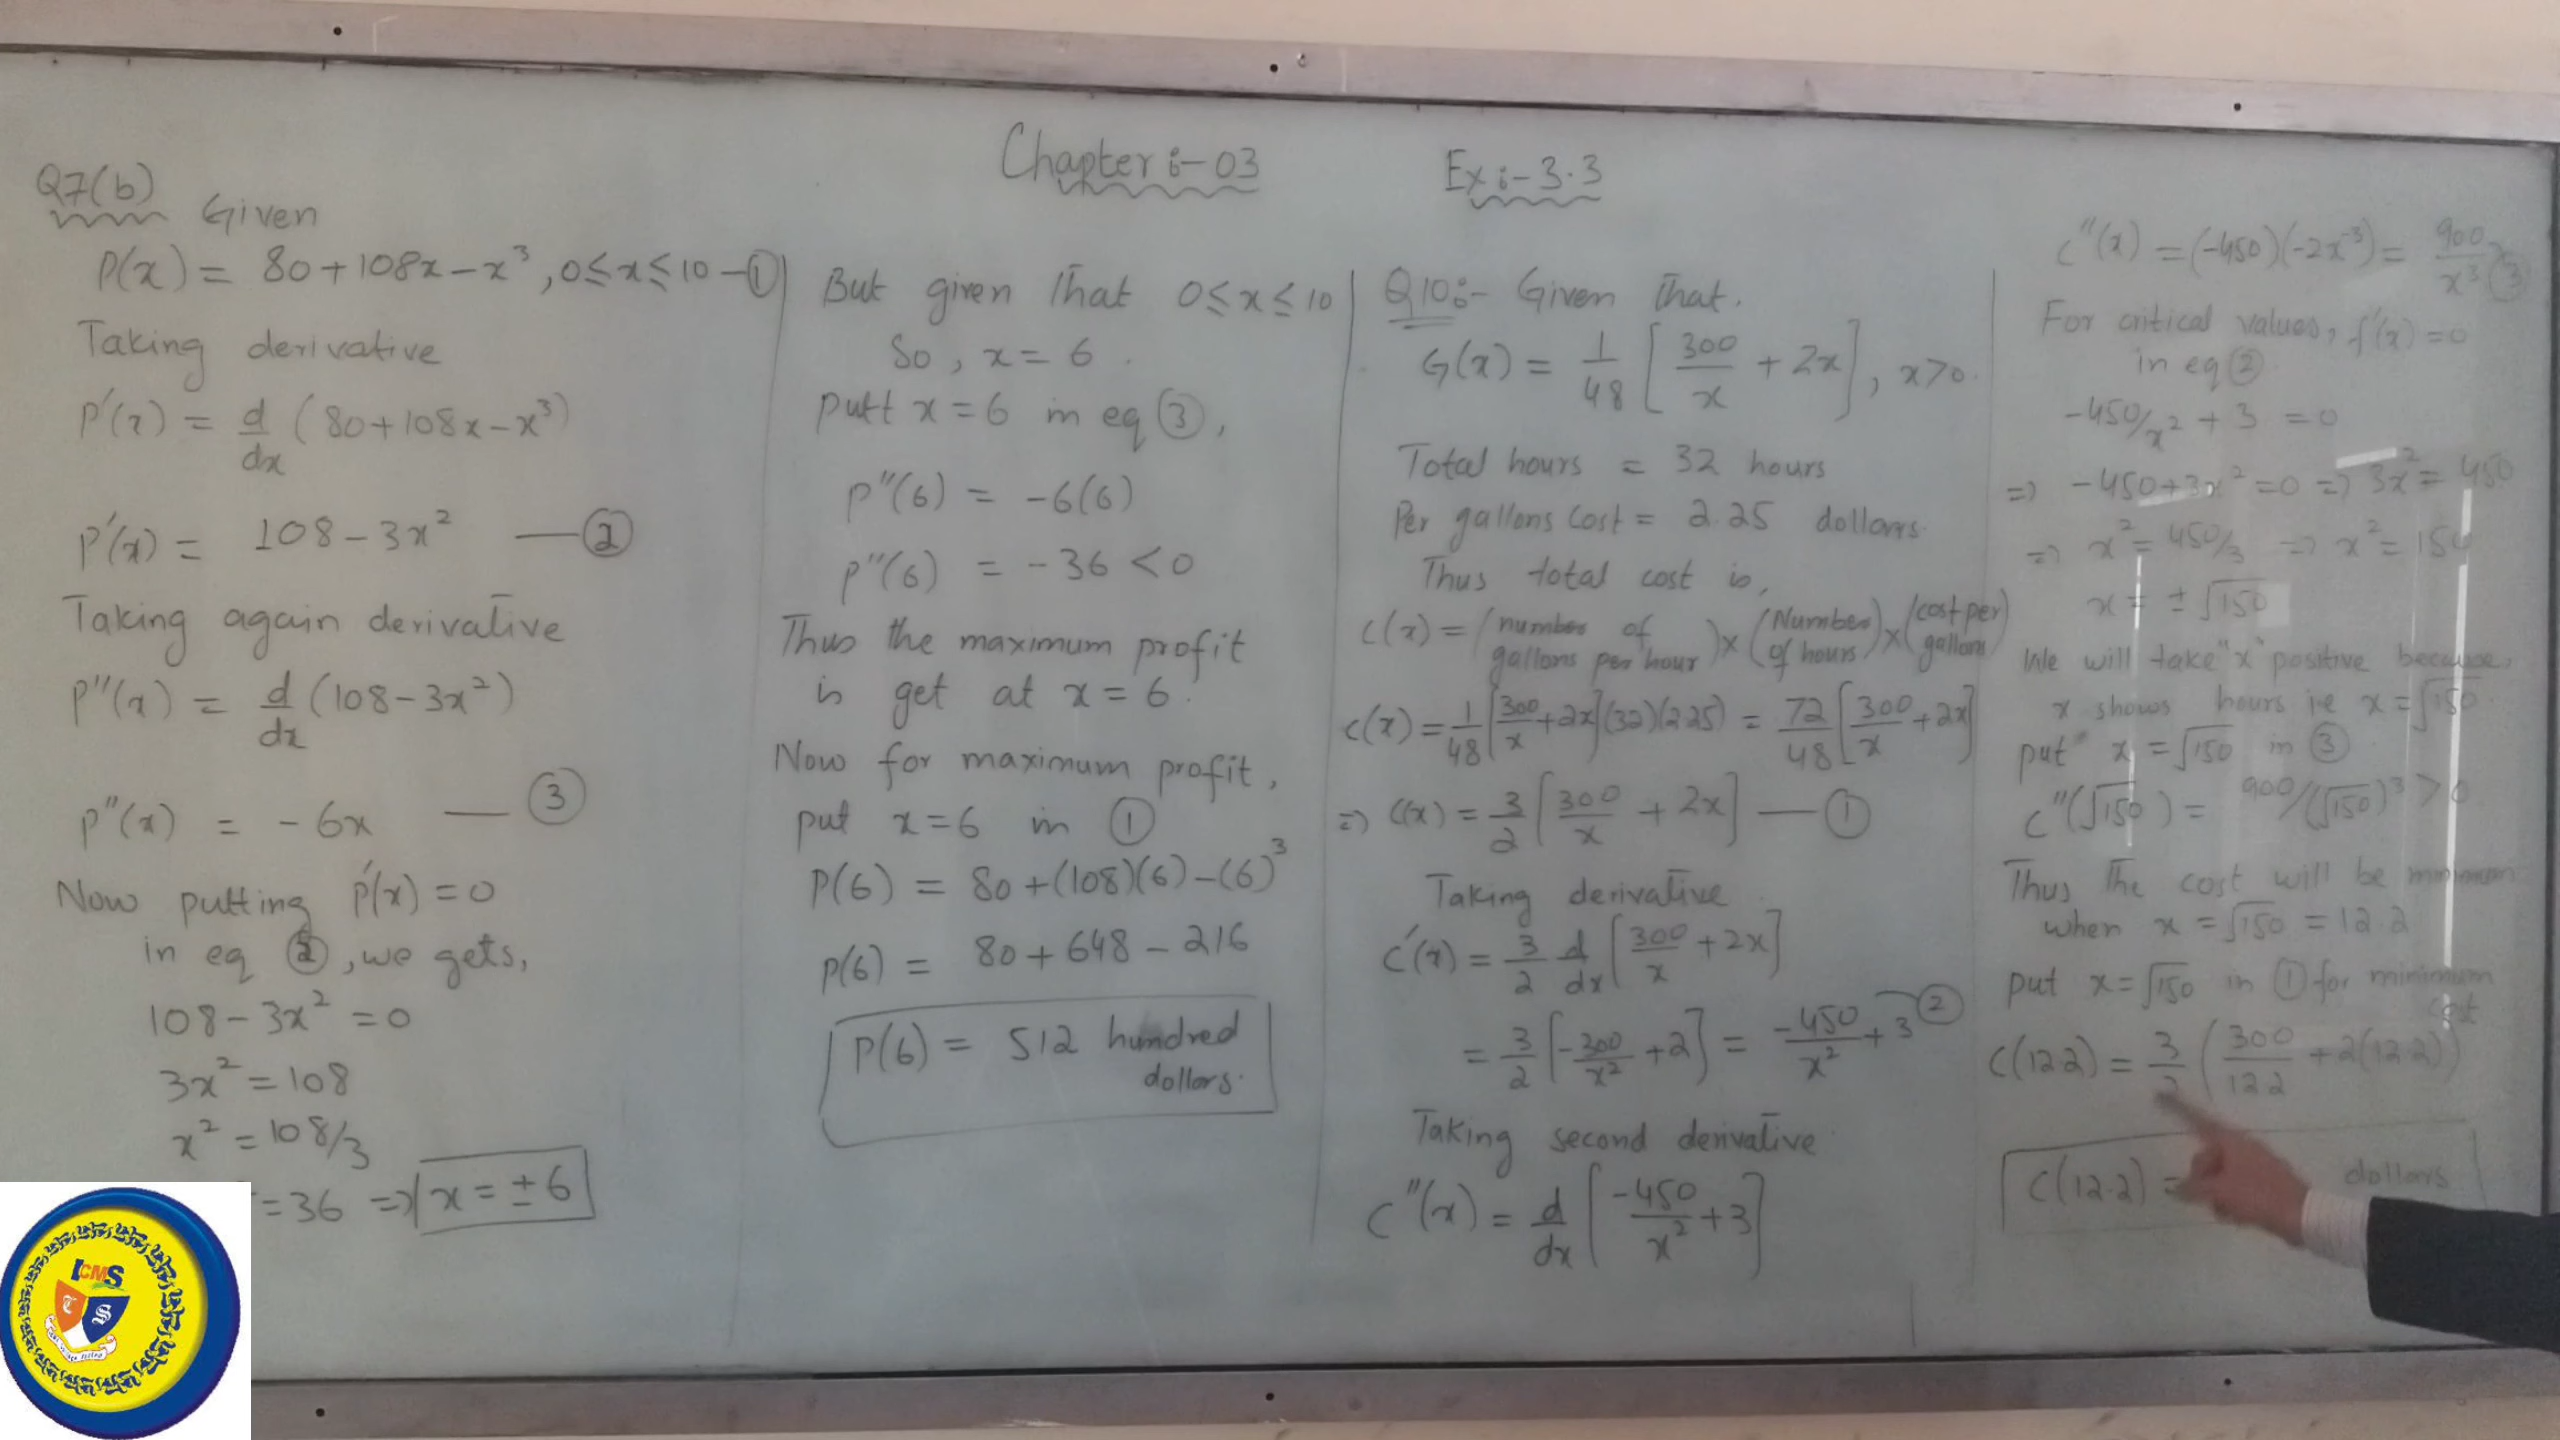 Chapter :- 03
Ex :- 3.3
Q7(b)
Given
P(x) = 80+108x-x³, 0≤x≤10 —①
Taking derivative
P'(x) = d/dx (80+108x-x³)
P'(x) = 108-3x² —②
Taking again derivative
P''(x) = d/dx (108-3x²)
P''(x) = -6x —③
Now putting P'(x)=0
in eq ②, we gets,
108-3x²=0
3x²=108
x²=108/3
=36 => x = ±6
But given that 0≤x≤10
So, x=6.
putt x=6 in eq ③,
P''(6) = -6(6)
P''(6) = -36 <0
Thus the maximum profit
is get at x=6.
Now for maximum profit,
put x=6 in ①
P(6) = 80+(108)(6)-(6)³
P(6) = 80+648-216
P(6) = 512 hundred
dollars.
Q10:- Given that.
G(x) = 1/48 [300/x + 2x], x>0.
Total hours = 32 hours
Per gallons Cost = 2.25 dollars.
Thus total cost is,
C(x) = (number of gallons per hour) × (Number of hours) × (cost per gallons)
C(x) = 1/48 [300/x + 2x](32)(2.25) = 72/48 [300/x + 2x]
=> C(x) = 3/2 [300/x + 2x] —①
Taking derivative
C'(x) = 3/2 d/dx [300/x + 2x]
= 3/2 [-300/x² + 2] = -450/x² + 3 —②
Taking second derivative
C''(x) = d/dx [-450/x² + 3]
C''(x) = (-450)(-2x⁻³) = 900/x³ ③
For critical values, f'(x)=0
in eq ②
-450/x² + 3 = 0
=> -450+3x²=0 => 3x²=450
=> x²=450/3 => x²=150
x = ±√150
We will take "x" positive because,
x shows hours i.e x=√150.
put x=√150 in ③
C''(√150) = 900/(√150)³ >0
Thus the cost will be minimum
when x=√150 = 12.2
put x=√150 in ① for minimum
cost
C(12.2) = 3/2 (300/12.2 + 2(12.2))
C(12.2) = dollars
ICMS
T
S